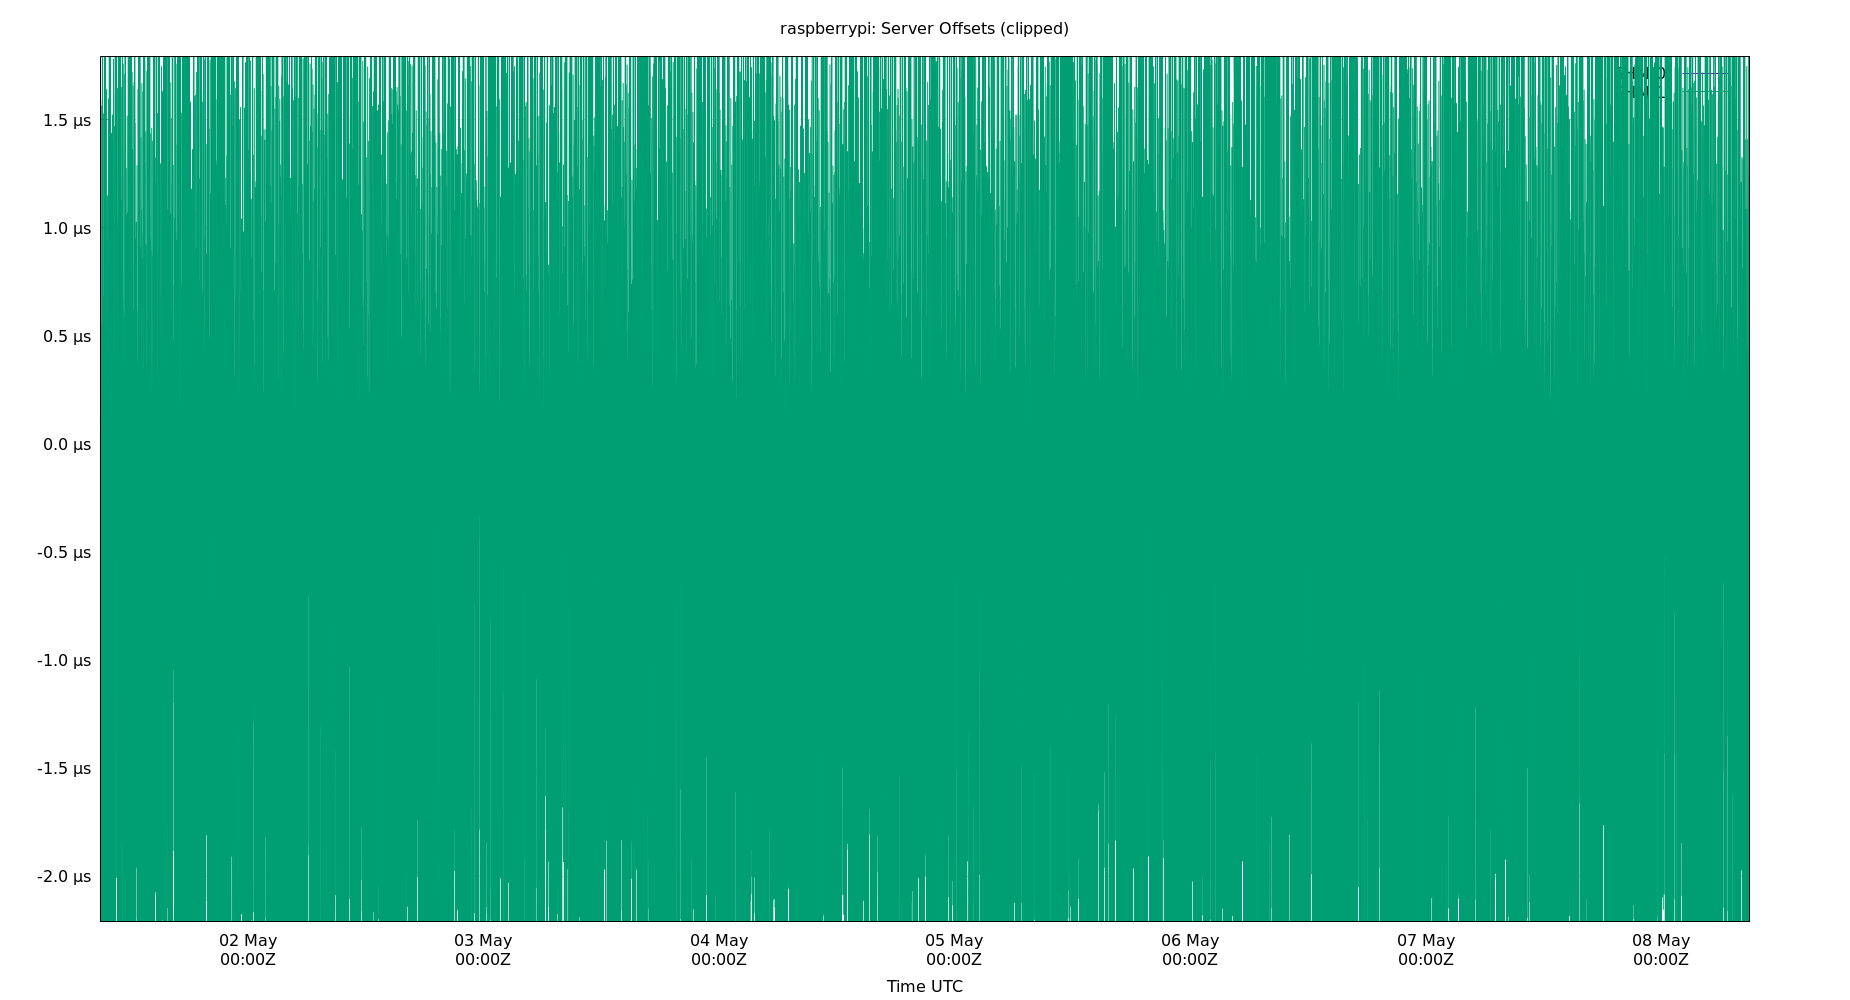 raspberrypi: Server Offsets (clipped)
1.5 µs
1.0 µs
0.5 µs
0.0 µs
-0.5 µs
-1.0 µs
-1.5 µs
-2.0 µs
02 May 03 May 04 May 05 May 06 May 07 May 08 May
00:00Z 00:00Z 00:00Z 00:00Z 00:00Z 00:00Z 00:00Z
Time UTC